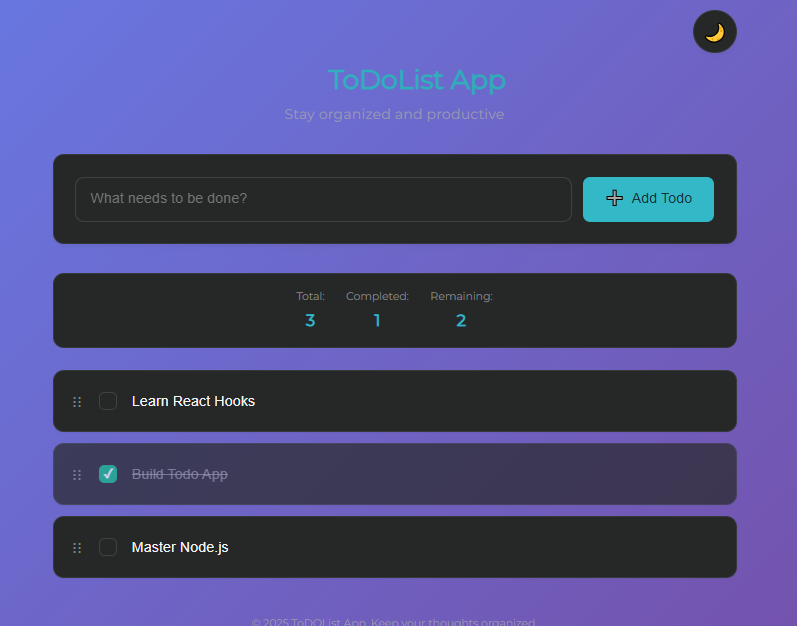 ToDoList App
Stay organized and productive
What needs to be done?
Add Todo
Total: Completed: Remaining:
3 1 2
Learn React Hooks
Build Todo App
Master Node.js
© 2025 ToDOList App. Keep your thoughts organized.